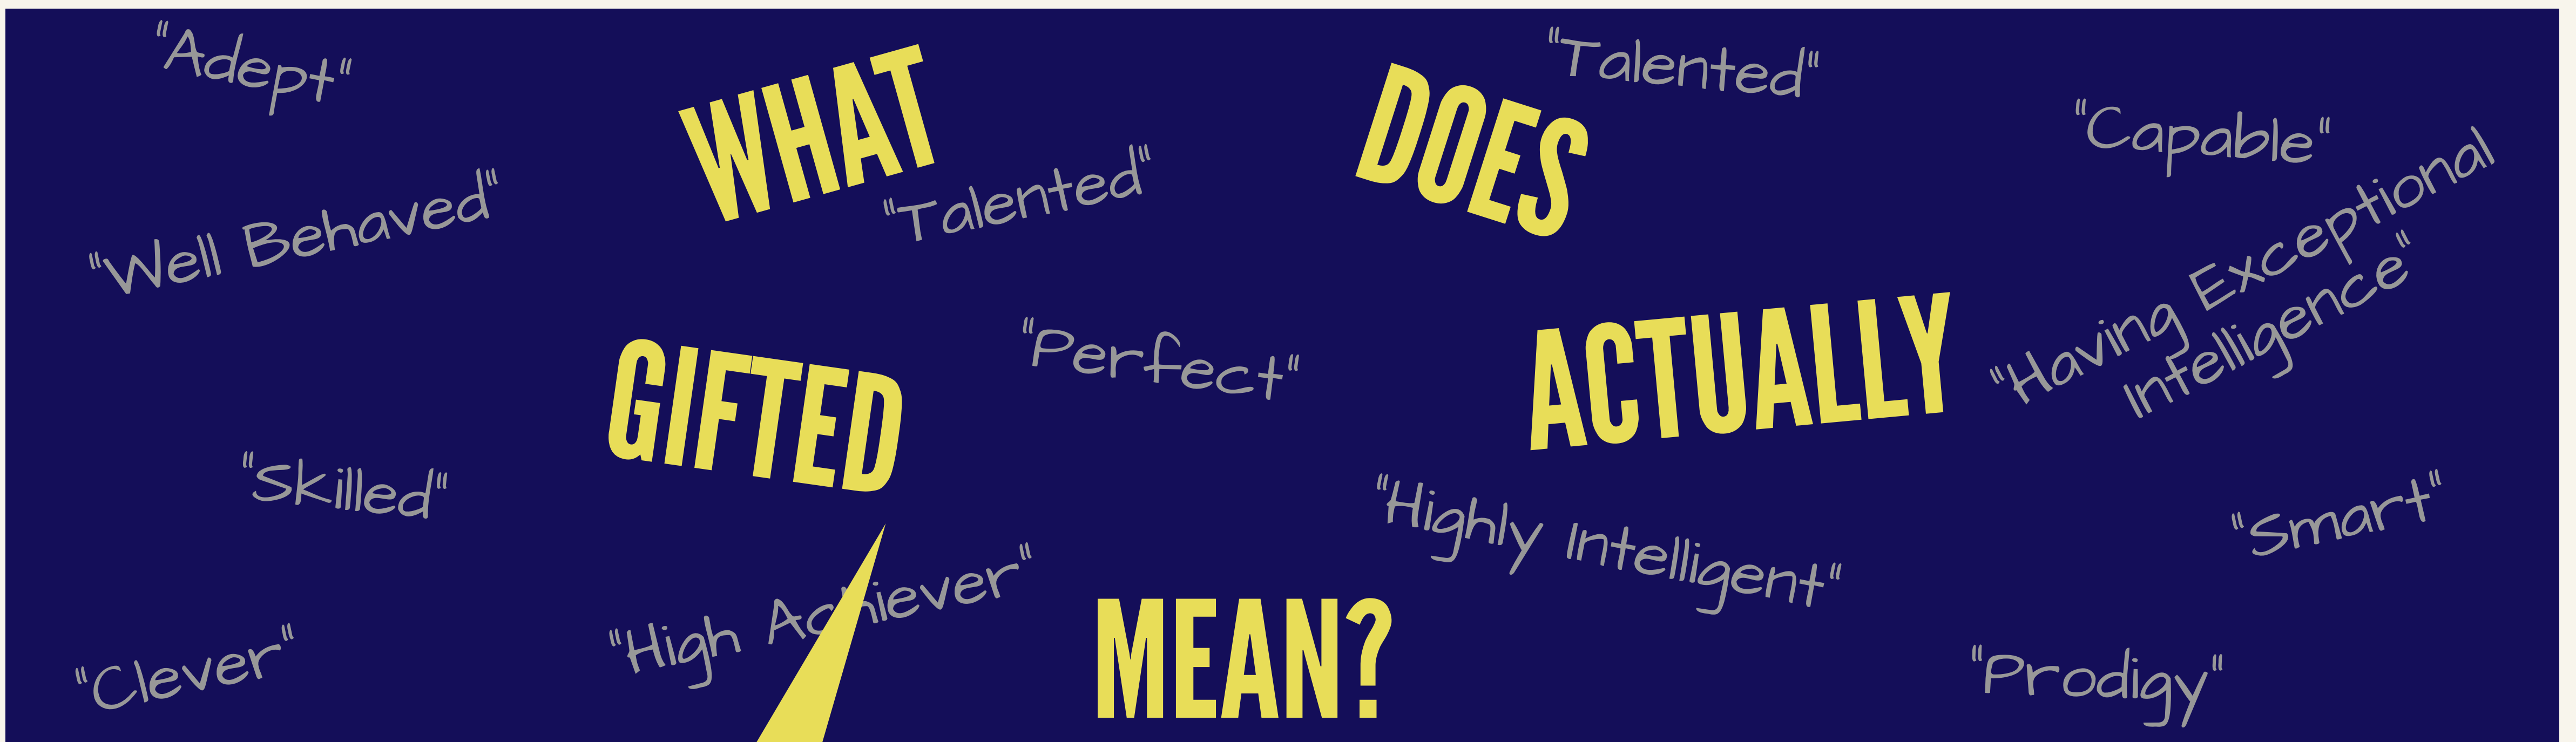 "Adept"
WHAT
DOES
"Talented"
"Capable"
"Well Behaved"
"Talented"
"Having Exceptional
Intelligence"
GIFTED
"Perfect"
ACTUALLY
"Skilled"
"Highly Intelligent"
"Smart"
"Clever"
"High Achiever"
MEAN?
"Prodigy"